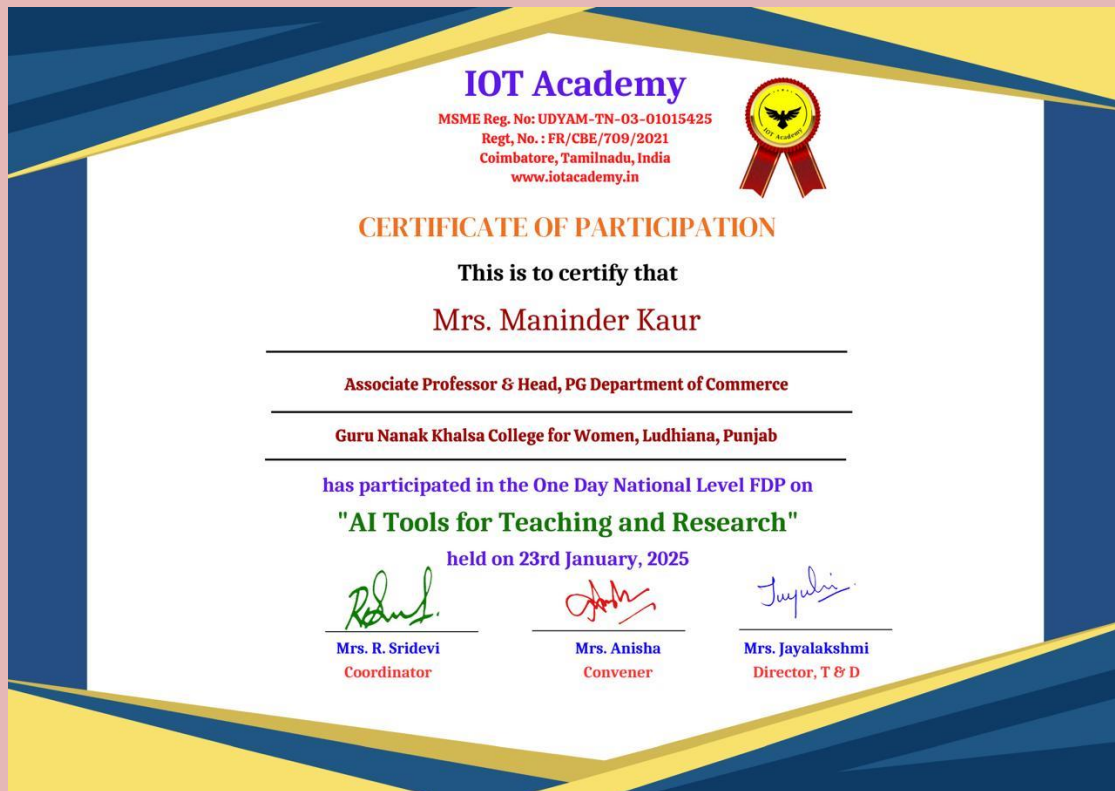 IOT Academy
MSME Reg. No: UDYAM-TN-03-01015425
Regt, No. : FR/CBE/709/2021
Coimbatore, Tamilnadu, India
www.iotacademy.in
IOT Academy
CERTIFICATE OF PARTICIPATION
This is to certify that
Mrs. Maninder Kaur
Associate Professor & Head, PG Department of Commerce
Guru Nanak Khalsa College for Women, Ludhiana, Punjab
has participated in the One Day National Level FDP on
"AI Tools for Teaching and Research"
held on 23rd January, 2025
Mrs. R. Sridevi
Coordinator
Mrs. Anisha
Convener
Mrs. Jayalakshmi
Director, T & D